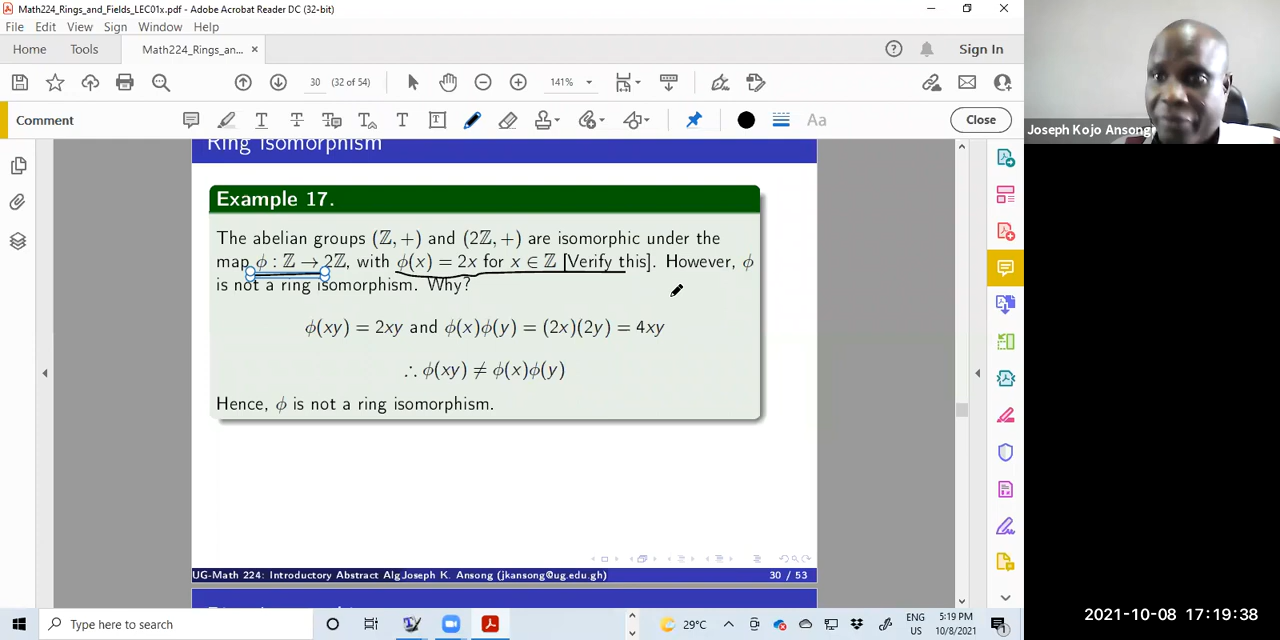 Math224_Rings_and_Fields_LEC01x.pdf - Adobe Acrobat Reader DC (32-bit)
File Edit View Sign Window Help
Home Tools Math224_Rings_an... × Sign In
30 (32 of 54) 141%
Comment Close
Joseph Kojo Ansong
Ring Isomorphism
Example 17.
The abelian groups (ℤ, +) and (2ℤ, +) are isomorphic under the
map ϕ : ℤ → 2ℤ, with ϕ(x) = 2x for x ∈ ℤ [Verify this]. However, ϕ
is not a ring isomorphism. Why?
ϕ(xy) = 2xy and ϕ(x)ϕ(y) = (2x)(2y) = 4xy
∴ ϕ(xy) ≠ ϕ(x)ϕ(y)
Hence, ϕ is not a ring isomorphism.
UG-Math 224: Introductory Abstract Alg Joseph K. Ansong (jkansong@ug.edu.gh) 30 / 53
Type here to search 29°C ENG US 5:19 PM 10/8/2021
2021-10-08 17:19:38